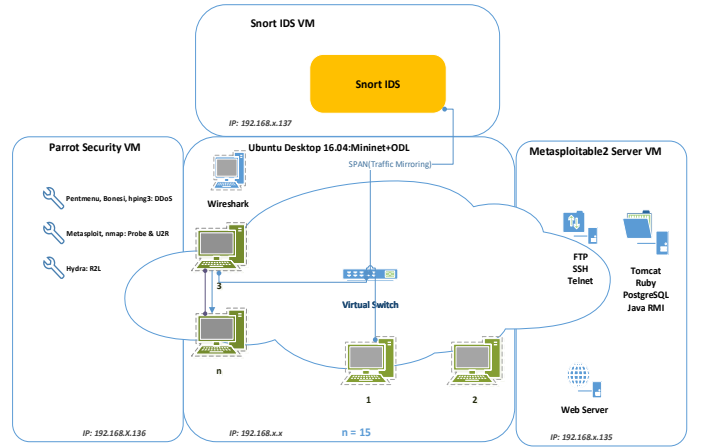 Snort IDS VM
Snort IDS
IP: 192.168.x.137
Parrot Security VM
Pentmenu, Bonesi, hping3: DDoS
Metasploit, nmap: Probe & U2R
Hydra: R2L
IP: 192.168.X.136
Ubuntu Desktop 16.04:Mininet+ODL
SPAN(Traffic Mirroring)
Wireshark
3
Virtual Switch
n
1
2
IP: 192.168.x.x
n = 15
Metasploitable2 Server VM
FTP
SSH
Telnet
Tomcat
Ruby
PostgreSQL
Java RMI
Web Server
IP: 192.168.x.135